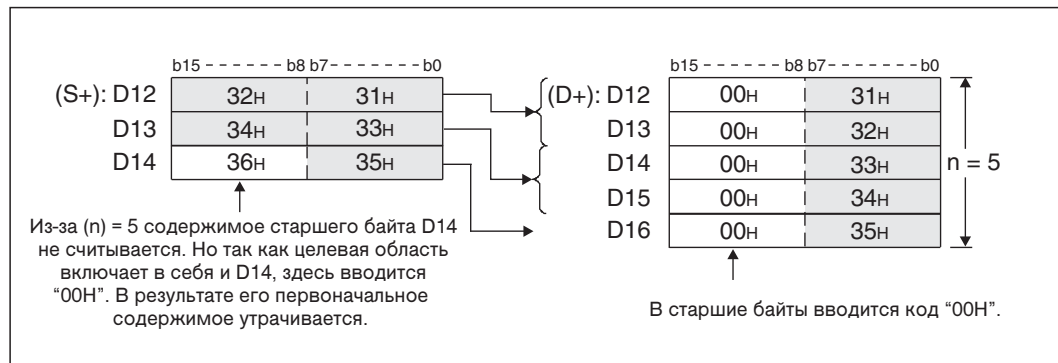 b15 - - - - - - b8 b7- - - - - - - b0
(S+): D12 32H 31H
D13 34H 33H
D14 36H 35H
Из-за (n) = 5 содержимое старшего байта D14
не считывается. Но так как целевая область
включает в себя и D14, здесь вводится
“00H”. В результате его первоначальное
содержимое утрачивается.
b15 - - - - - - b8 b7- - - - - - - b0
(D+): D12 00H 31H
D13 00H 32H
D14 00H 33H
D15 00H 34H
D16 00H 35H
n = 5
В старшие байты вводится код “00H”.